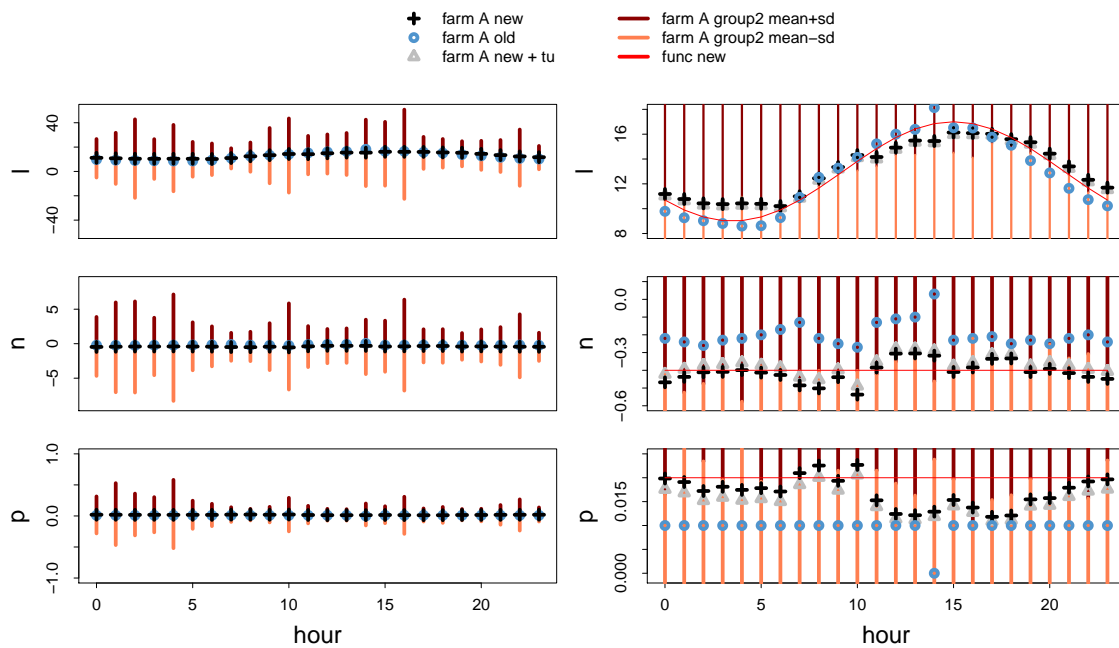 farm A new farm A group2 mean+sd
farm A old farm A group2 mean−sd
farm A new + tu func new
l
40
0
−40
l
16
12
8
n
5
0
−5
n
0.0
−0.3
−0.6
p
1.0
0.0
−1.0
p
0.015
0.000
0 5 10 15 20
0 5 10 15 20
hour hour